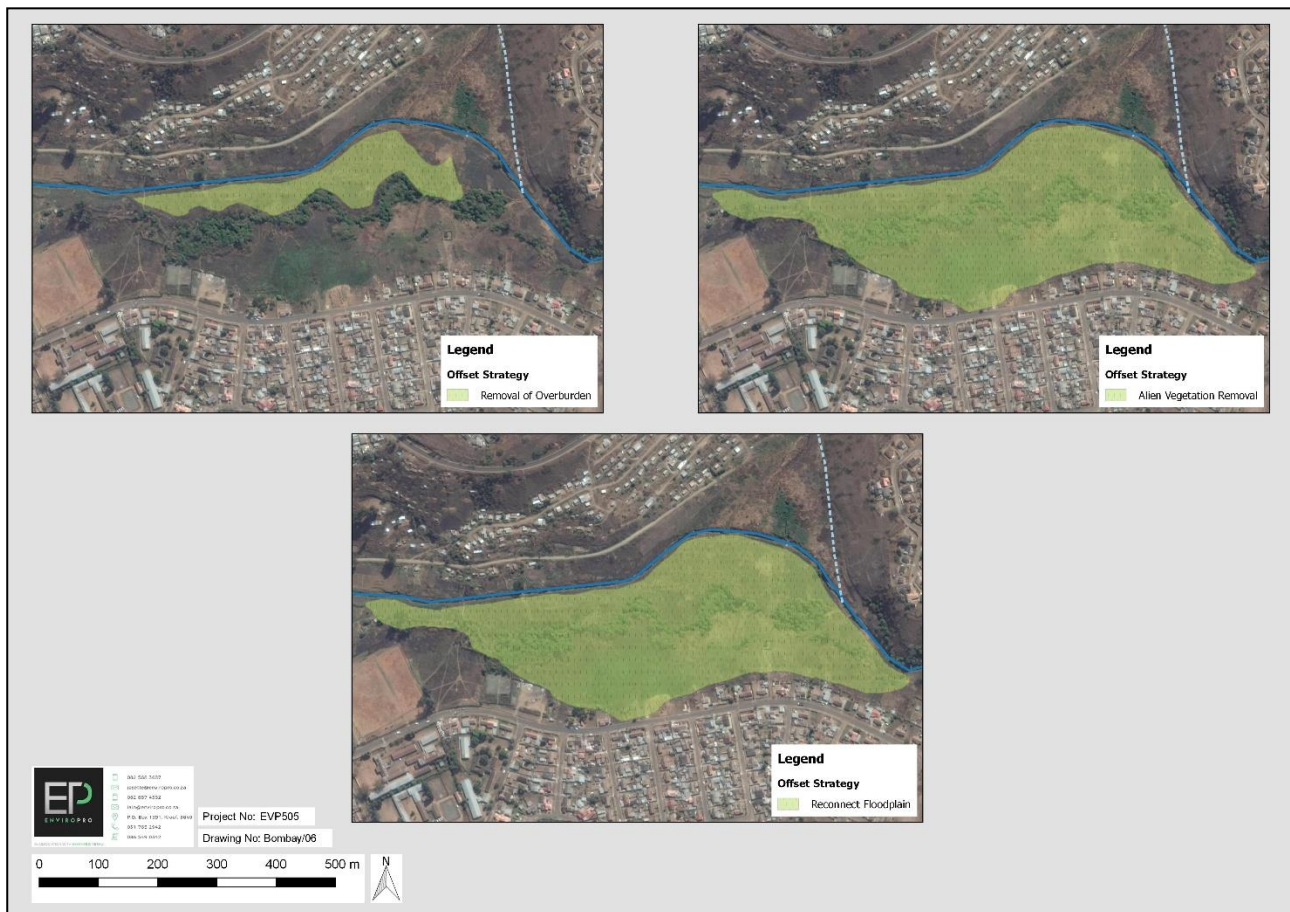 Legend
Offset Strategy
Removal of Overburden
Legend
Offset Strategy
Alien Vegetation Removal
Legend
Offset Strategy
Reconnect Floodplain
EP
ENVIROPRO
Project No: EVP505
Drawing No: Bombay/06
0 100 200 300 400 500 m
N